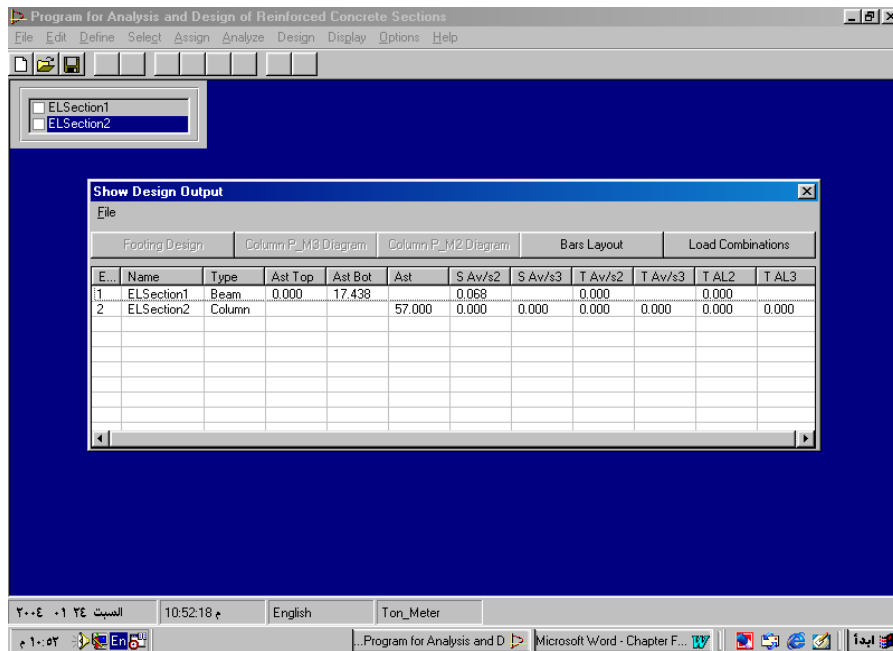 Program for Analysis and Design of Reinforced Concrete Sections
File Edit Define Select Assign Analyze Design Display Options Help
ELSection1
ELSection2
Show Design Output
File
Footing Design Column P_M3 Diagram Column P_M2 Diagram Bars Layout Load Combinations
E... Name Type Ast Top Ast Bot Ast S Av/s2 S Av/s3 T Av/s2 T Av/s3 T AL2 T AL3
1 ELSection1 Beam 0.000 17.438 0.068 0.000 0.000
2 ELSection2 Column 57.000 0.000 0.000 0.000 0.000 0.000 0.000
السبت ٢٤ ٠١ ٢٠٠٤ 10:52:18 م English Ton_Meter
١٠:٥٢ م En ...Program for Analysis and D Microsoft Word - Chapter F... ابدأ